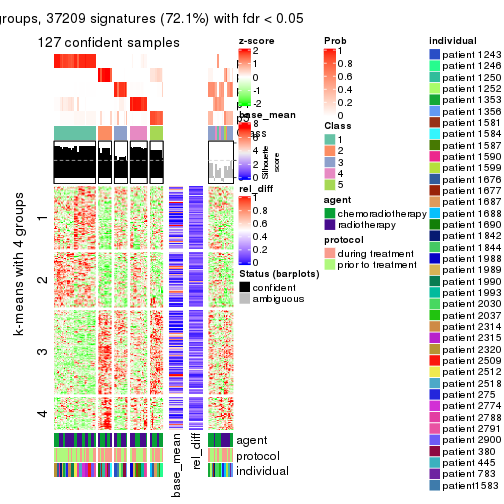 groups, 37209 signatures (72.1%) with fdr < 0.05
127 confident samples
k-means with 4 groups
1
2
3
4
Silhouette
score
base_mean
rel_diff
agent
protocol
individual
z-score
2
1
0
-1
-2
base_mean
8
6
4
2
0
rel_diff
1
0.8
0.6
0.4
0.2
0
Status (barplots)
confident
ambiguous
Prob
1
0.8
0.6
0.4
0.2
0
Class
1
2
3
4
5
agent
chemoradiotherapy
radiotherapy
protocol
during treatment
prior to treatment
individual
patient 1243
patient 1246
patient 1250
patient 1252
patient 1353
patient 1356
patient 1581
patient 1584
patient 1587
patient 1590
patient 1599
patient 1676
patient 1677
patient 1687
patient 1688
patient 1690
patient 1842
patient 1844
patient 1988
patient 1989
patient 1990
patient 1993
patient 2030
patient 2037
patient 2314
patient 2315
patient 2320
patient 2509
patient 2512
patient 2518
patient 275
patient 2774
patient 2788
patient 2791
patient 2900
patient 380
patient 445
patient 783
patient1583